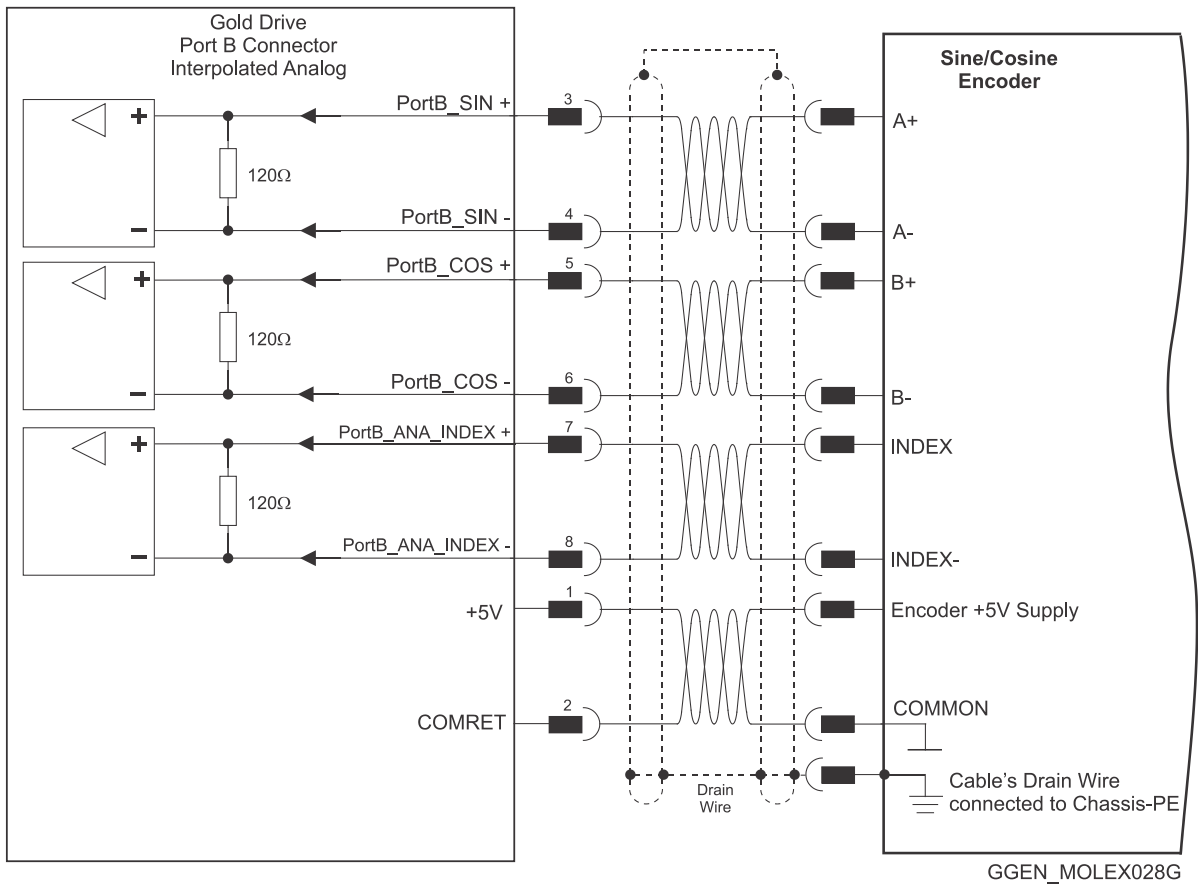 Gold Drive
Port B Connector
Interpolated Analog
Sine/Cosine
Encoder
+
120Ω
-
PortB_SIN +
3
A+
PortB_SIN -
4
A-
+
120Ω
-
PortB_COS +
5
B+
PortB_COS -
6
B-
+
120Ω
-
PortB_ANA_INDEX +
7
INDEX
PortB_ANA_INDEX -
8
INDEX-
+5V
1
Encoder +5V Supply
COMRET
2
COMMON
Drain
Wire
Cable's Drain Wire
connected to Chassis-PE
GGEN_MOLEX028G